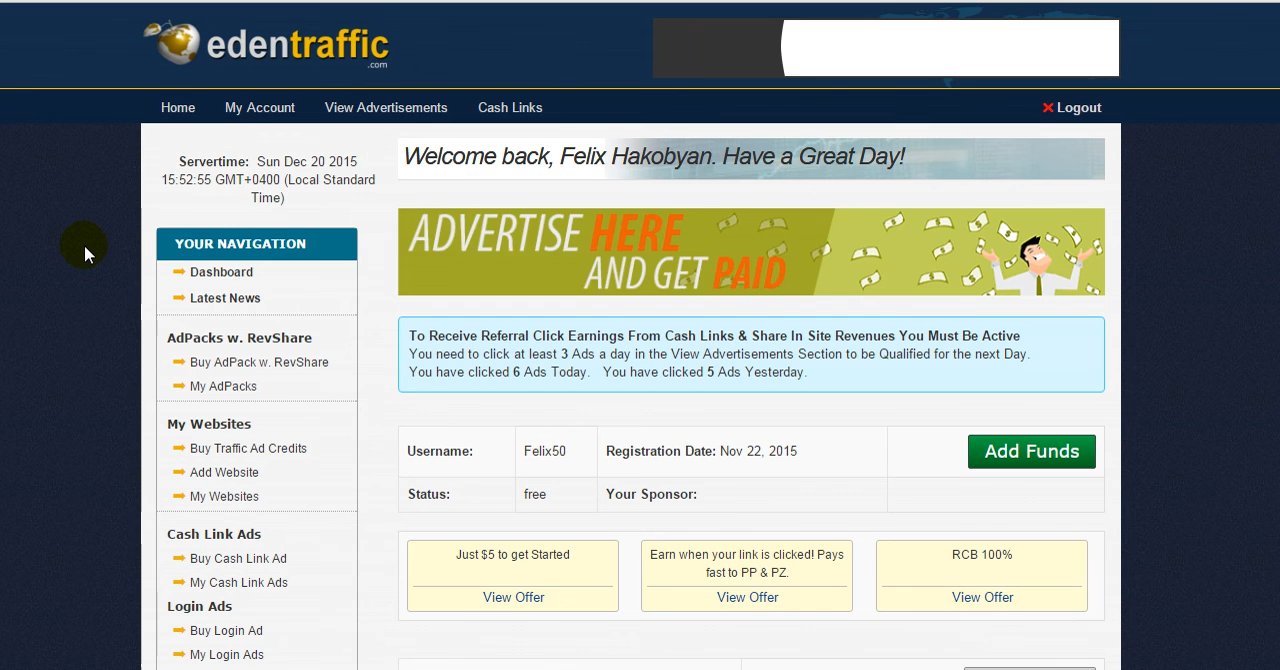 edentraffic
.com
Home
My Account
View Advertisements
Cash Links
Logout
Servertime: Sun Dec 20 2015
15:52:55 GMT+0400 (Local Standard
Time)
YOUR NAVIGATION
Dashboard
Latest News
AdPacks w. RevShare
Buy AdPack w. RevShare
My AdPacks
My Websites
Buy Traffic Ad Credits
Add Website
My Websites
Cash Link Ads
Buy Cash Link Ad
My Cash Link Ads
Login Ads
Buy Login Ad
My Login Ads
Welcome back, Felix Hakobyan. Have a Great Day!
ADVERTISE HERE
AND GET PAID
To Receive Referral Click Earnings From Cash Links & Share In Site Revenues You Must Be Active
You need to click at least 3 Ads a day in the View Advertisements Section to be Qualified for the next Day.
You have clicked 6 Ads Today. You have clicked 5 Ads Yesterday.
Username: Felix50 Registration Date: Nov 22, 2015
Add Funds
Status: free Your Sponsor:
Just $5 to get Started
View Offer
Earn when your link is clicked! Pays
fast to PP & PZ.
View Offer
RCB 100%
View Offer